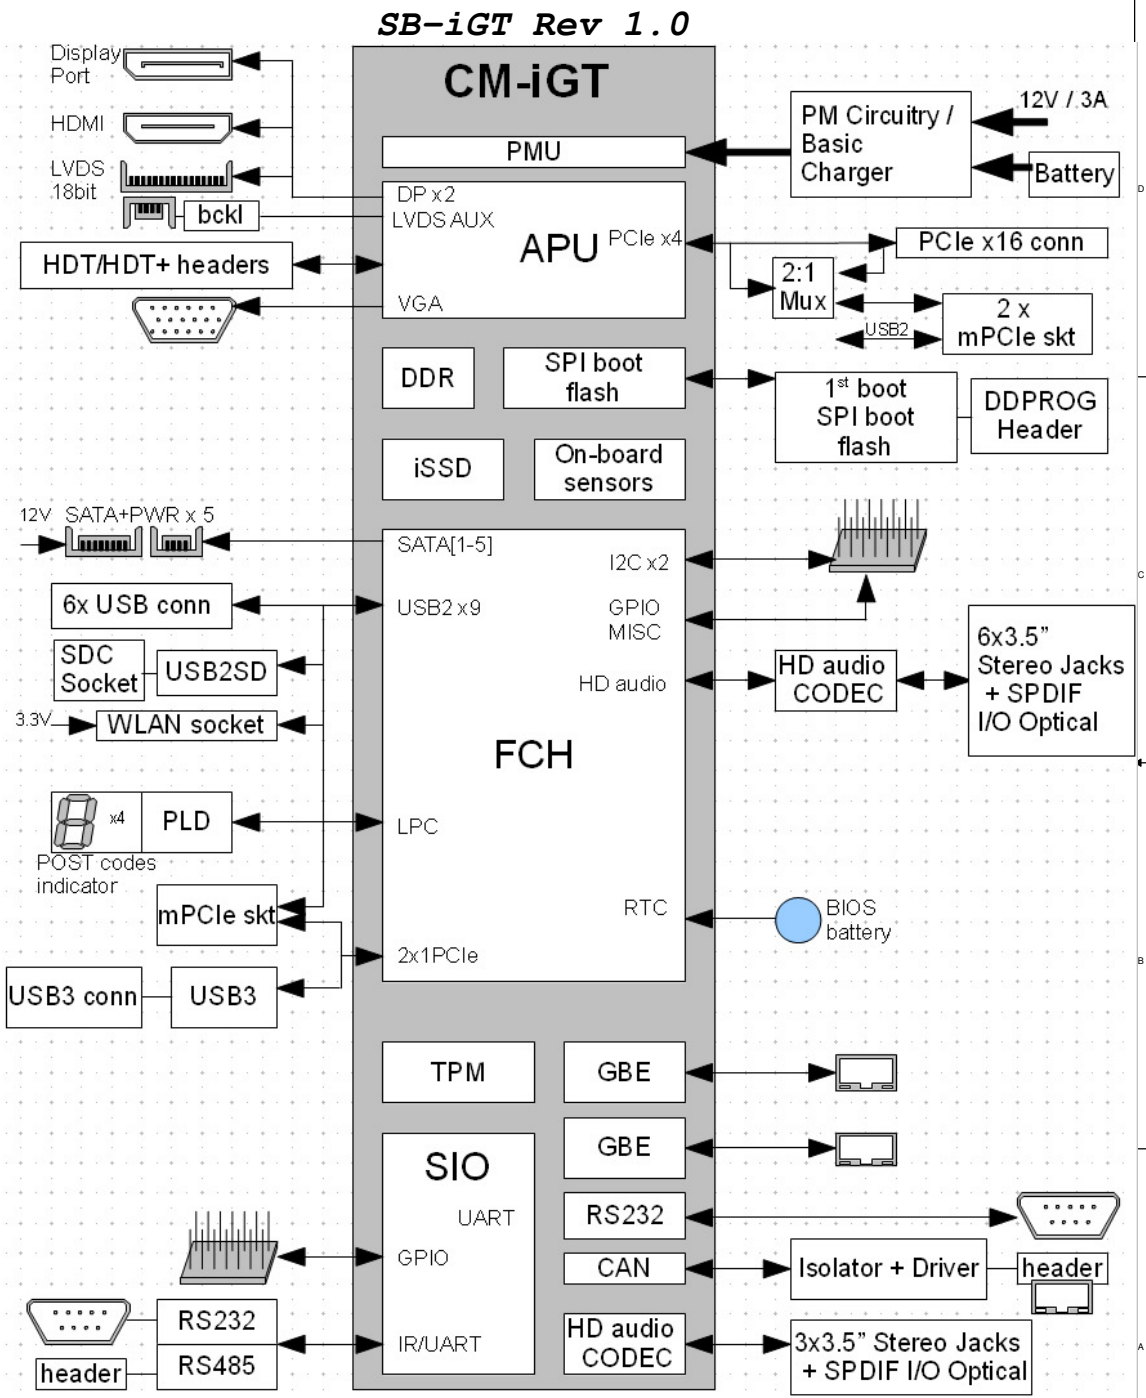 SB-iGT Rev 1.0
CM-iGT
Display
Port
HDMI
LVDS
18bit
bckl
HDT/HDT+ headers
PMU
DP x2
LVDS AUX
APU
PCIe x4
VGA
PM Circuitry /
Basic
Charger
12V / 3A
Battery
D
PCIe x16 conn
2:1
Mux
USB2
2 x
mPCIe skt
DDR
SPI boot
flash
1st boot
SPI boot
flash
DDPROG
Header
iSSD
On-board
sensors
12V
SATA+PWR x 5
SATA[1-5]
I2C x2
C
6x USB conn
USB2 x9
GPIO
MISC
SDC
Socket
USB2SD
HD audio
HD audio
CODEC
6x3.5”
Stereo Jacks
+ SPDIF
I/O Optical
3.3V
WLAN socket
FCH
x4
PLD
LPC
POST codes
indicator
mPCIe skt
RTC
BIOS
battery
2x1PCIe
B
USB3 conn
USB3
TPM
GBE
GBE
SIO
UART
RS232
GPIO
CAN
Isolator + Driver
header
RS232
RS485
header
IR/UART
HD audio
CODEC
3x3.5” Stereo Jacks
+ SPDIF I/O Optical
A